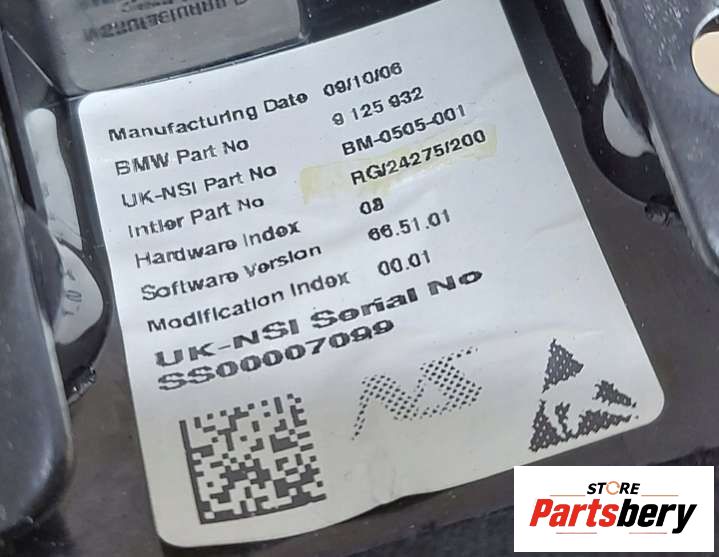 Manufacturing Date 09/10/06
BMW Part No 9 125 932
UK-NSI Part No BM-0505-001
Intier Part No RG/24275/200
Hardware Index 08
Software Version 66.51.01
Modification Index 00.01
UK-NSI Serial No
SS00007099
NS
STORE
Partsbery